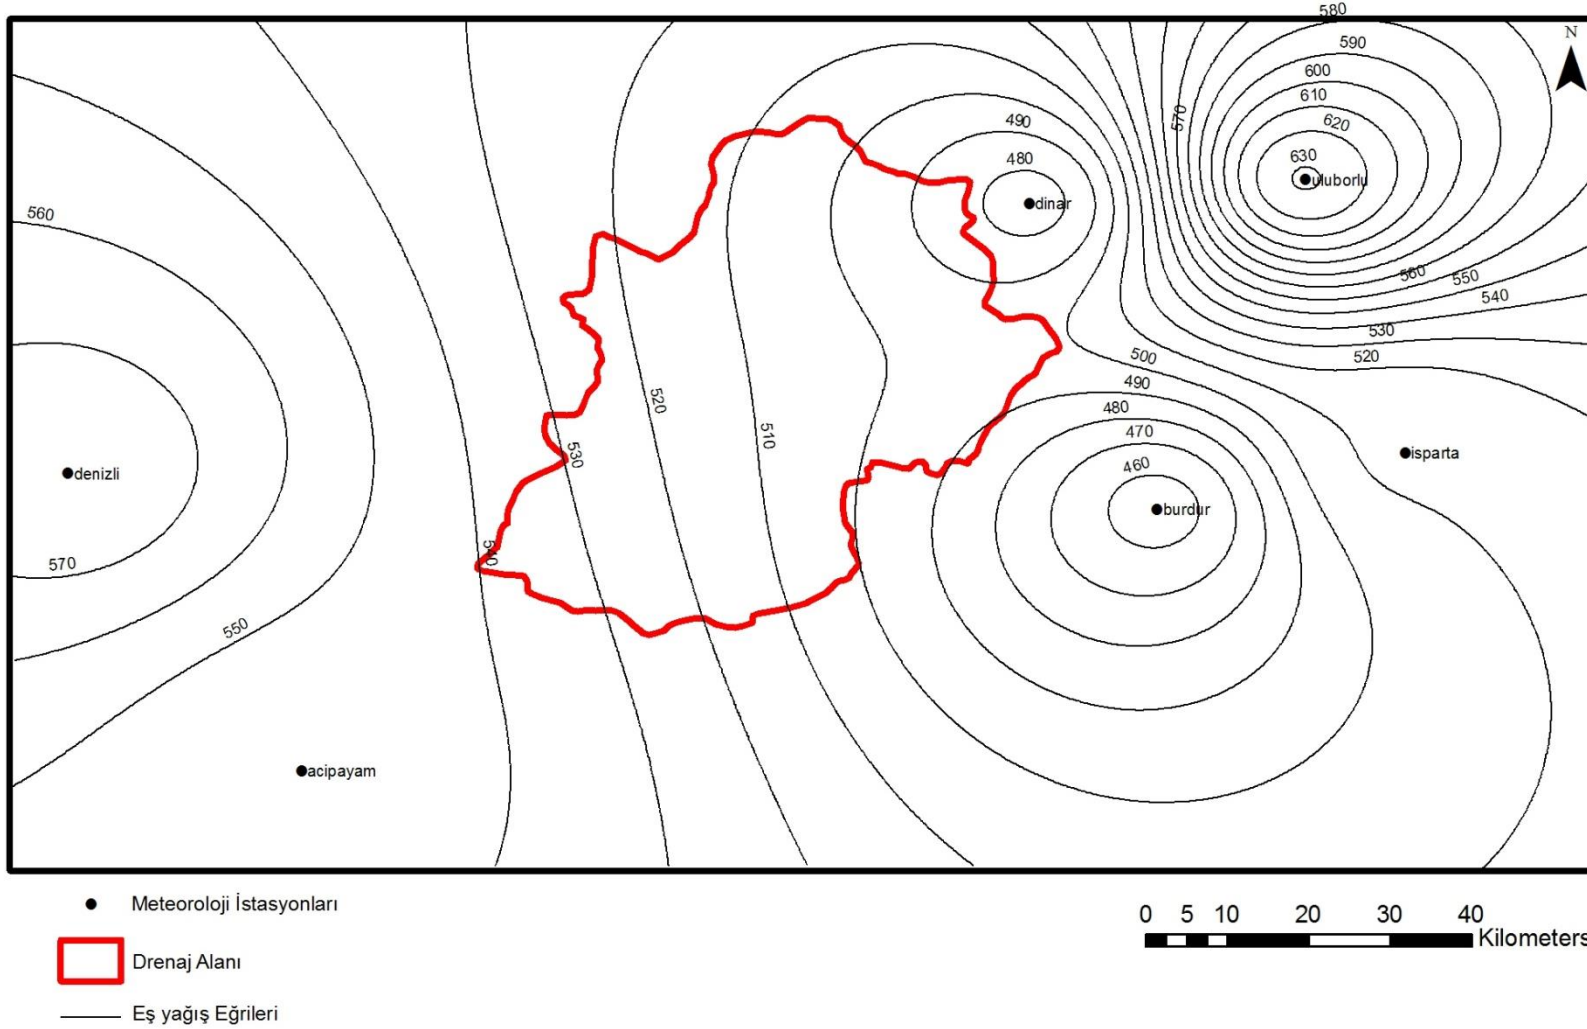 580
N
590
600
570
610
490
620
480
630
uluborlu
dinar
560
560
550
540
530
500
520
490
520
480
510
470
530
isparta
460
denizli
burdur
540
570
550
acipayam
Meteoroloji İstasyonları
0 5 10 20 30 40
Kilometers
Drenaj Alanı
Eş yağış Eğrileri